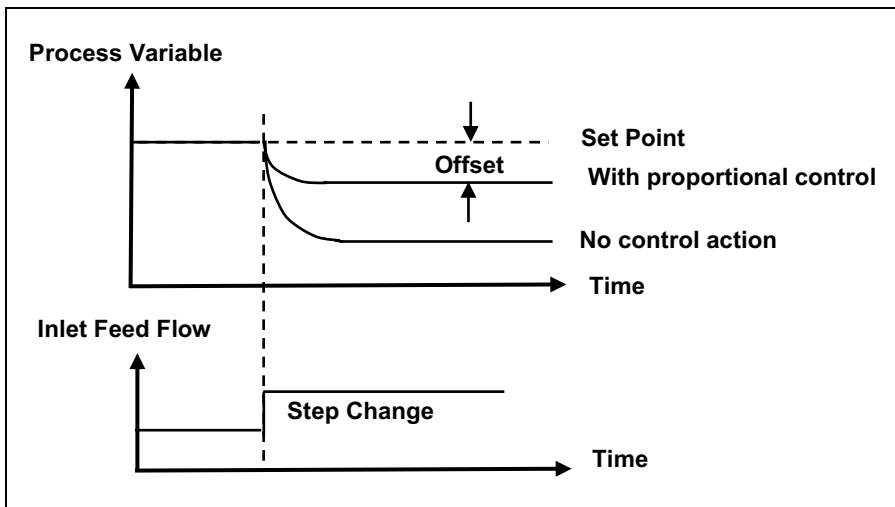 Process Variable
Set Point
Offset
With proportional control
No control action
Time
Inlet Feed Flow
Step Change
Time